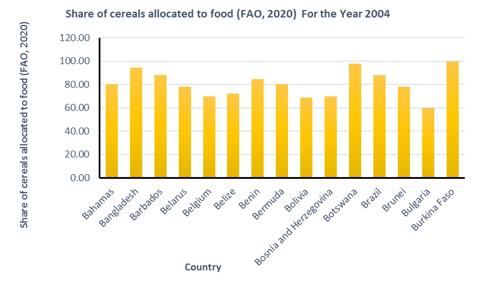 Share of cereals allocated to food (FAO, 2020)  For the Year 2004
Share of cereals allocated to food (FAO, 2020)
120.00
100.00
80.00
60.00
40.00
20.00
0.00
Bahamas
Bangladesh
Barbados
Belarus
Belgium
Belize
Benin
Bermuda
Bolivia
Bosnia and Herzegovina
Botswana
Brazil
Brunei
Bulgaria
Burkina Faso
Country